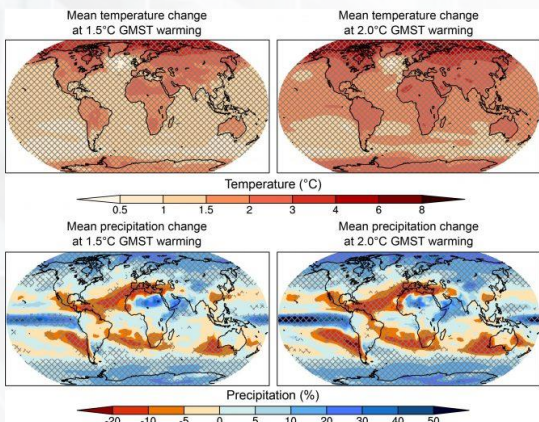 Mean temperature change
at 1.5°C GMST warming
Mean temperature change
at 2.0°C GMST warming
Temperature (°C)
0.5 1 1.5 2 3 4 6 8
Mean precipitation change
at 1.5°C GMST warming
Mean precipitation change
at 2.0°C GMST warming
Precipitation (%)
-20 -10 -5 0 5 10 20 30 40 50